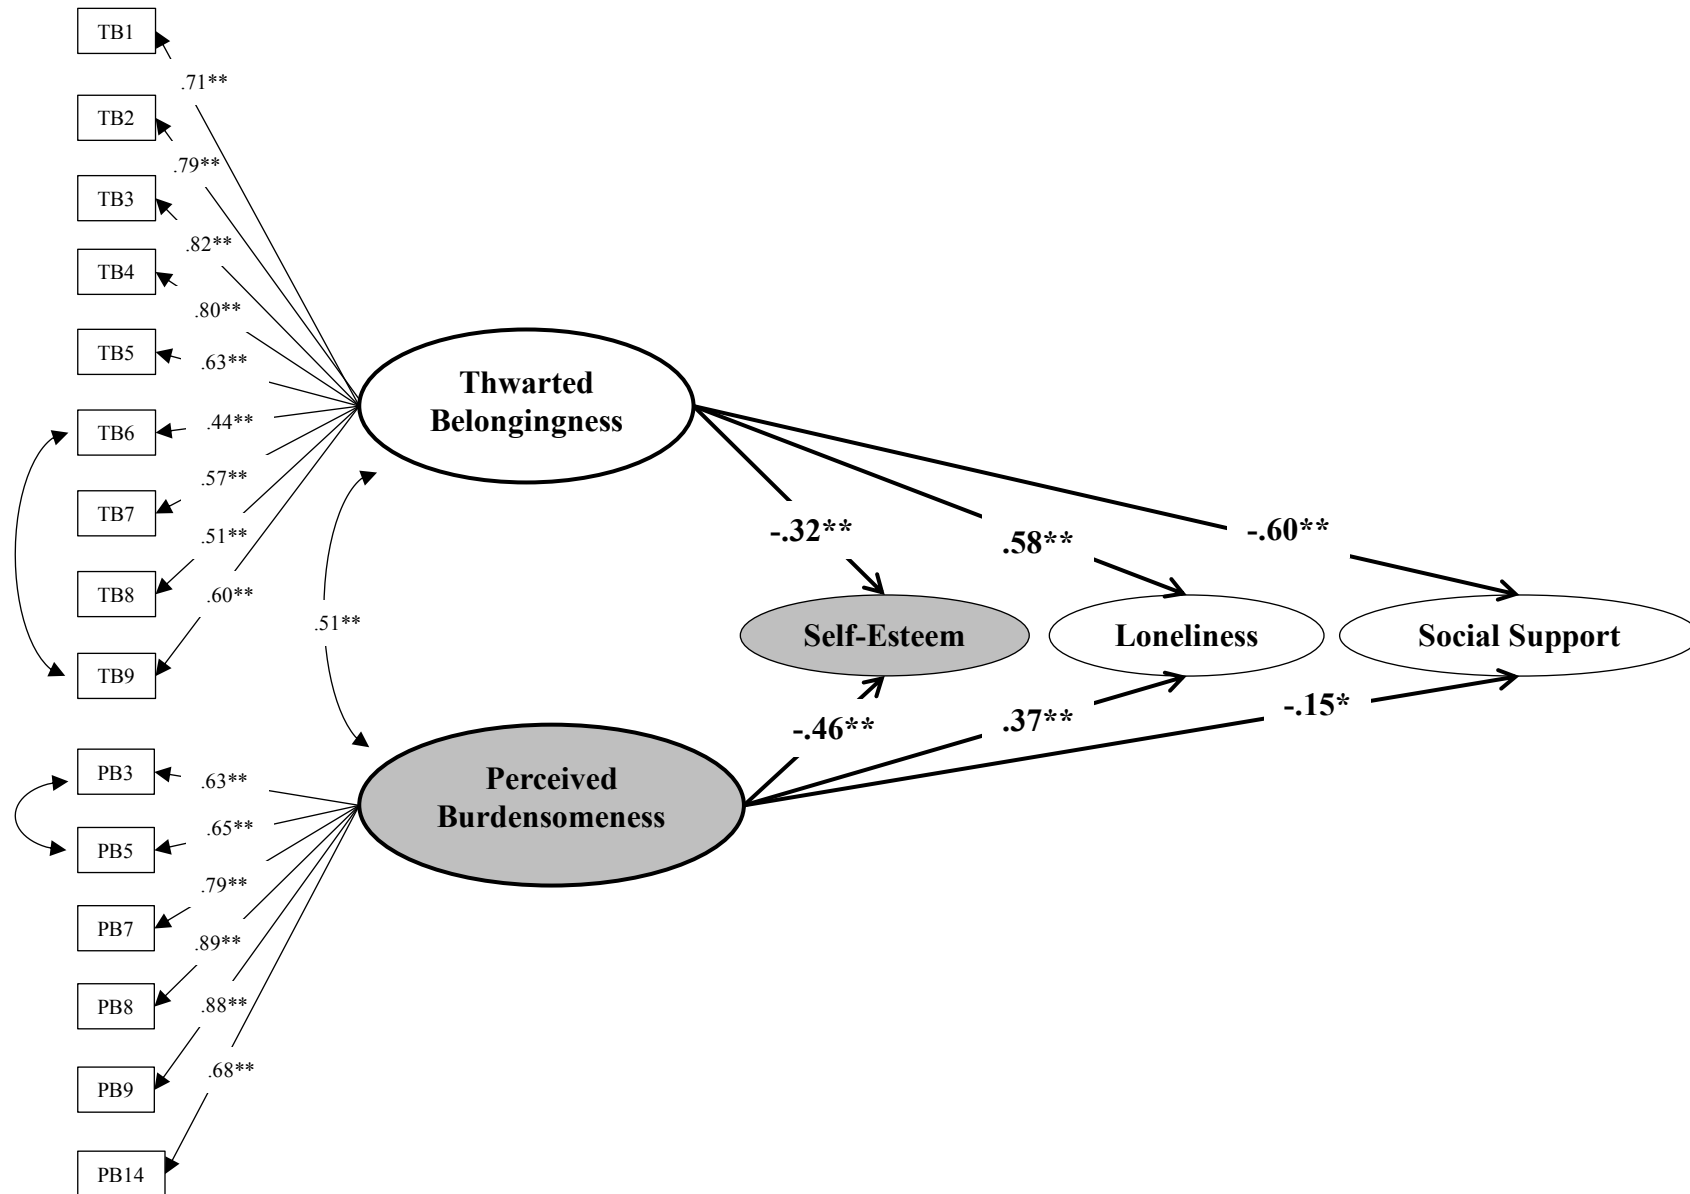 TB1
.71**
TB2
.79**
TB3
.82**
TB4
.80**
TB5
.63**
TB6
.44**
TB7
.57**
TB8
.51**
TB9
.60**
Thwarted
Belongingness
.51**
-.32**
.58**
-.60**
Self-Esteem
Loneliness
Social Support
-.46**
.37**
-.15*
Perceived
Burdensomeness
PB3
.63**
PB5
.65**
PB7
.79**
PB8
.89**
PB9
.88**
PB14
.68**